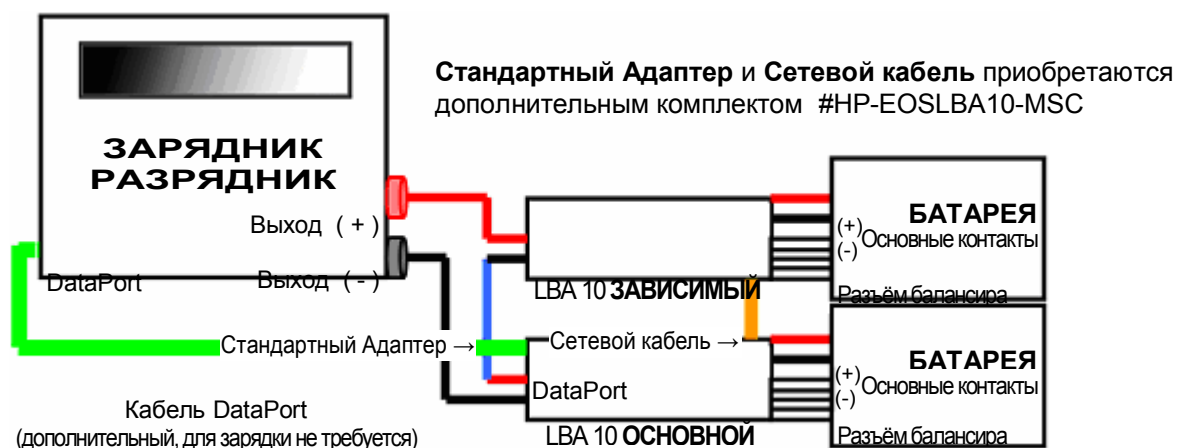 Стандартный Адаптер и Сетевой кабель приобретаются
дополнительным комплектом #HP-EOSLBA10-MSC
ЗАРЯДНИК
РАЗРЯДНИК
Выход ( + )
DataPort
Выход ( - )
БАТАРЕЯ
(+)
Основные контакты
(-)
LBA 10 ЗАВИСИМЫЙ
Разъём балансира
Стандартный Адаптер →
Сетевой кабель →
DataPort
БАТАРЕЯ
(+)
Основные контакты
(-)
Кабель DataPort
(дополнительный, для зарядки не требуется)
LBA 10 ОСНОВНОЙ
Разъём балансира